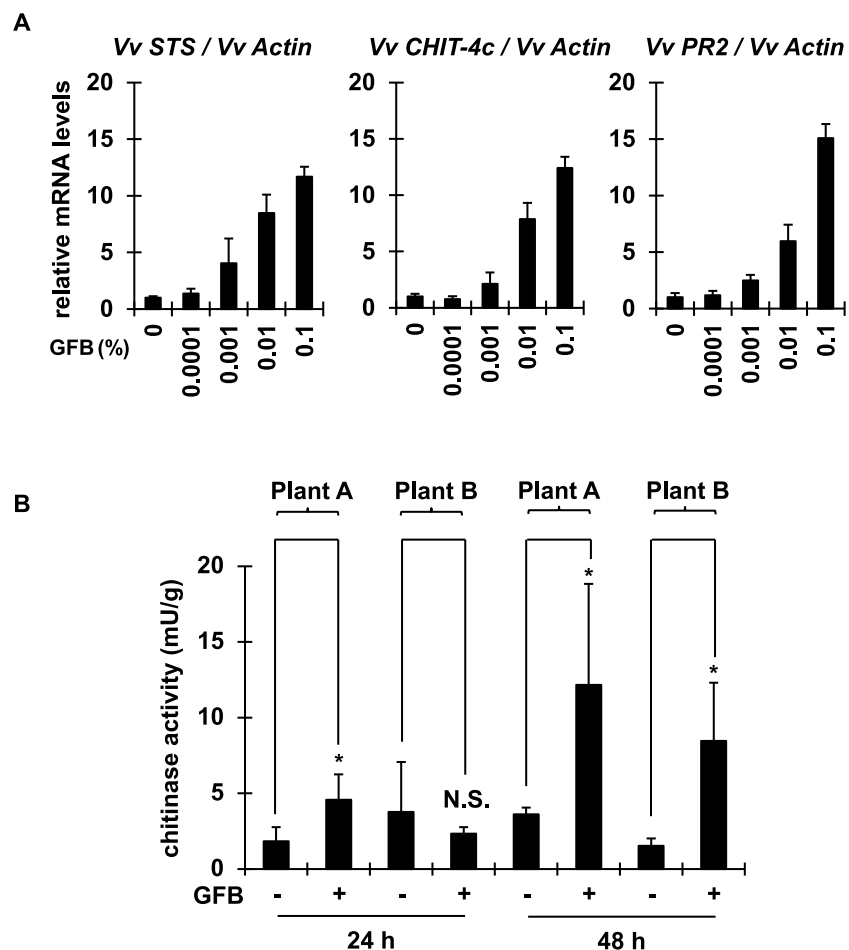 A
Vv STS / Vv Actin Vv CHIT-4c / Vv Actin Vv PR2 / Vv Actin
relative mRNA levels
20 20 20
15 15 15
10 10 10
5 5 5
0 0 0
GFB (%) 0 0.0001 0.001 0.01 0.1 0 0.0001 0.001 0.01 0.1 0 0.0001 0.001 0.01 0.1
B
Plant A Plant B Plant A Plant B
chitinase activity (mU/g)
20
15
10
5
0
* N.S. * *
GFB - + - + - + - +
24 h 48 h